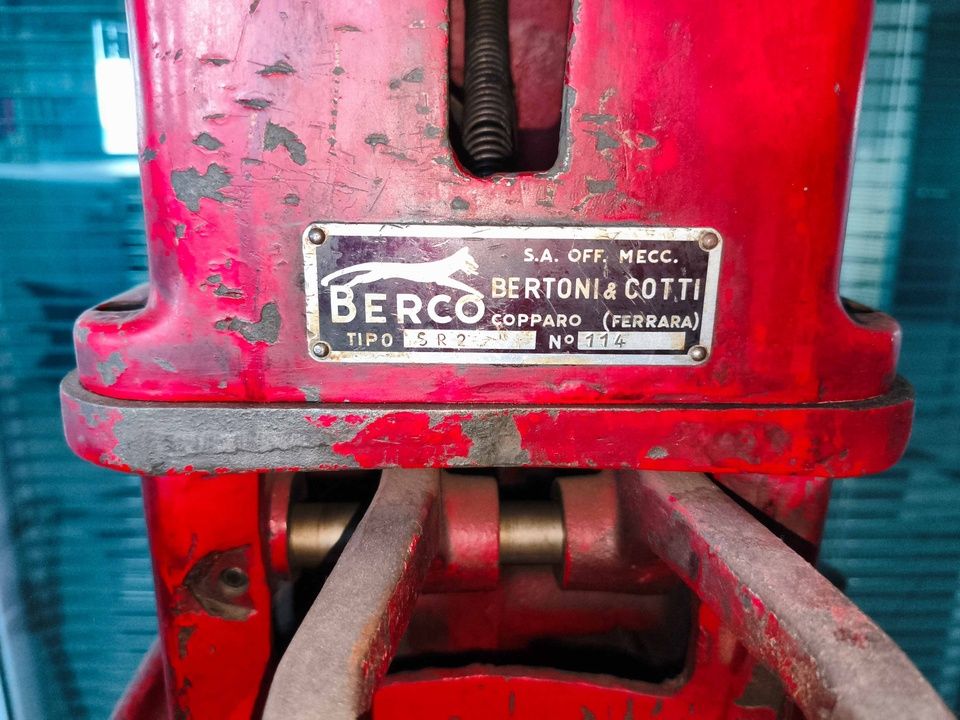 S.A. OFF. MECC.
BERCO BERTONI & COTTI
COPPARO (FERRARA)
TIPO SR2 Nº 114